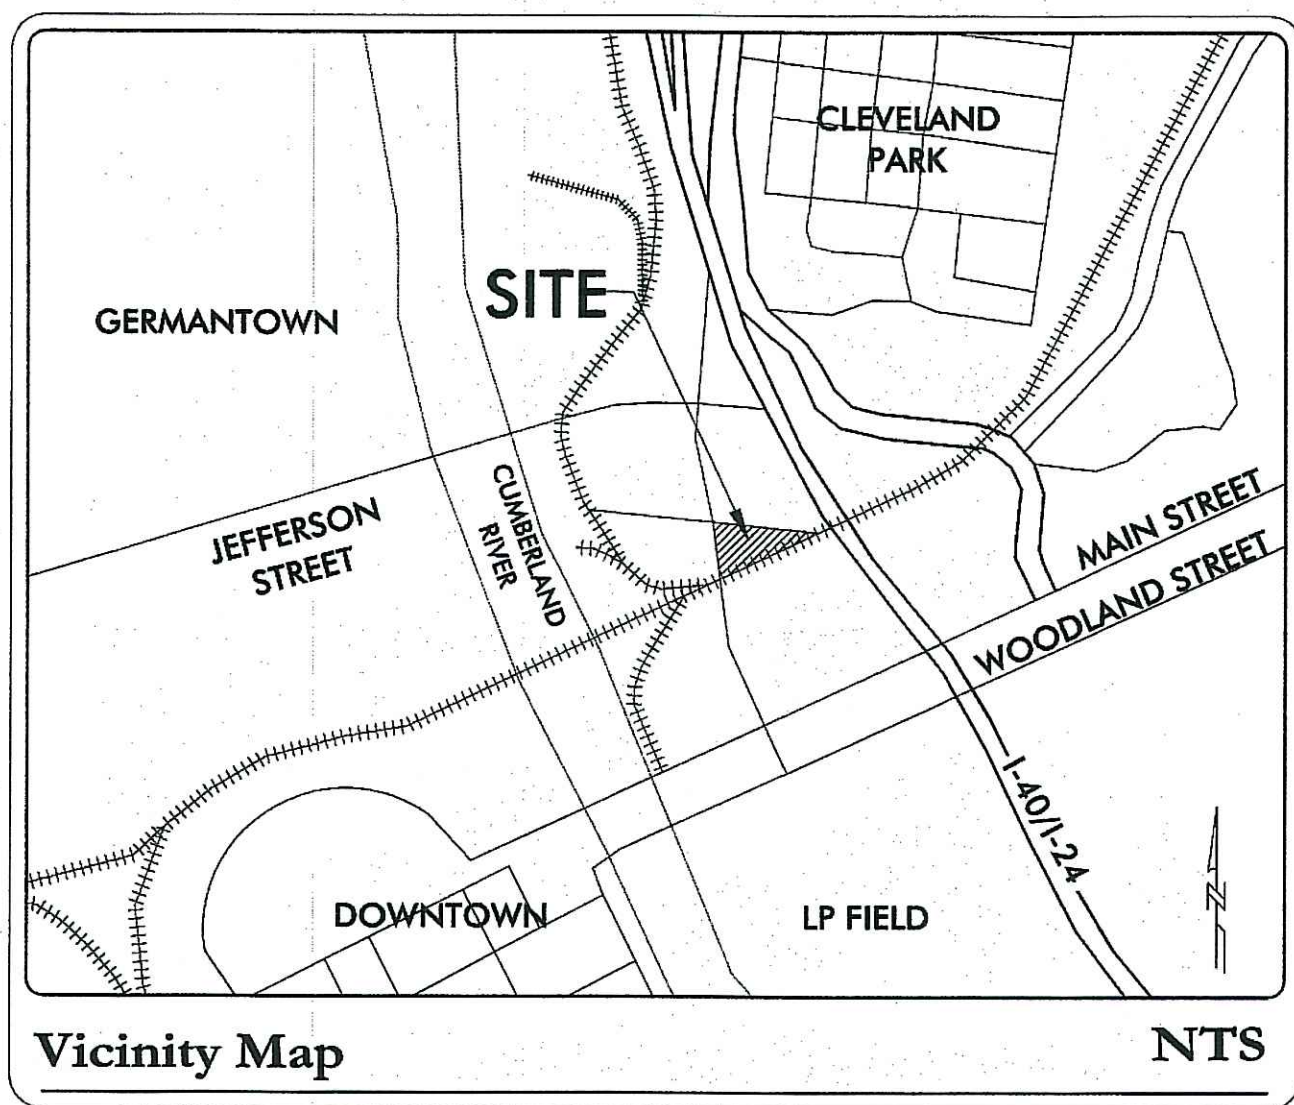 CLEVELAND
PARK
SITE
GERMANTOWN
JEFFERSON
STREET
CUMBERLAND
RIVER
MAIN STREET
WOODLAND STREET
I-40/I-24
DOWNTOWN
LP FIELD
N
Vicinity Map
NTS